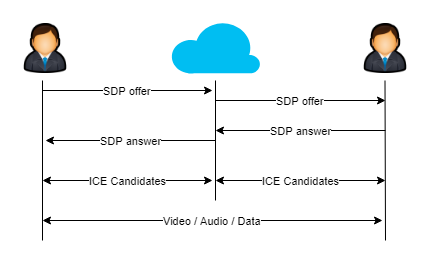 SDP offer
SDP offer
SDP answer
SDP answer
ICE Candidates
ICE Candidates
Video / Audio / Data